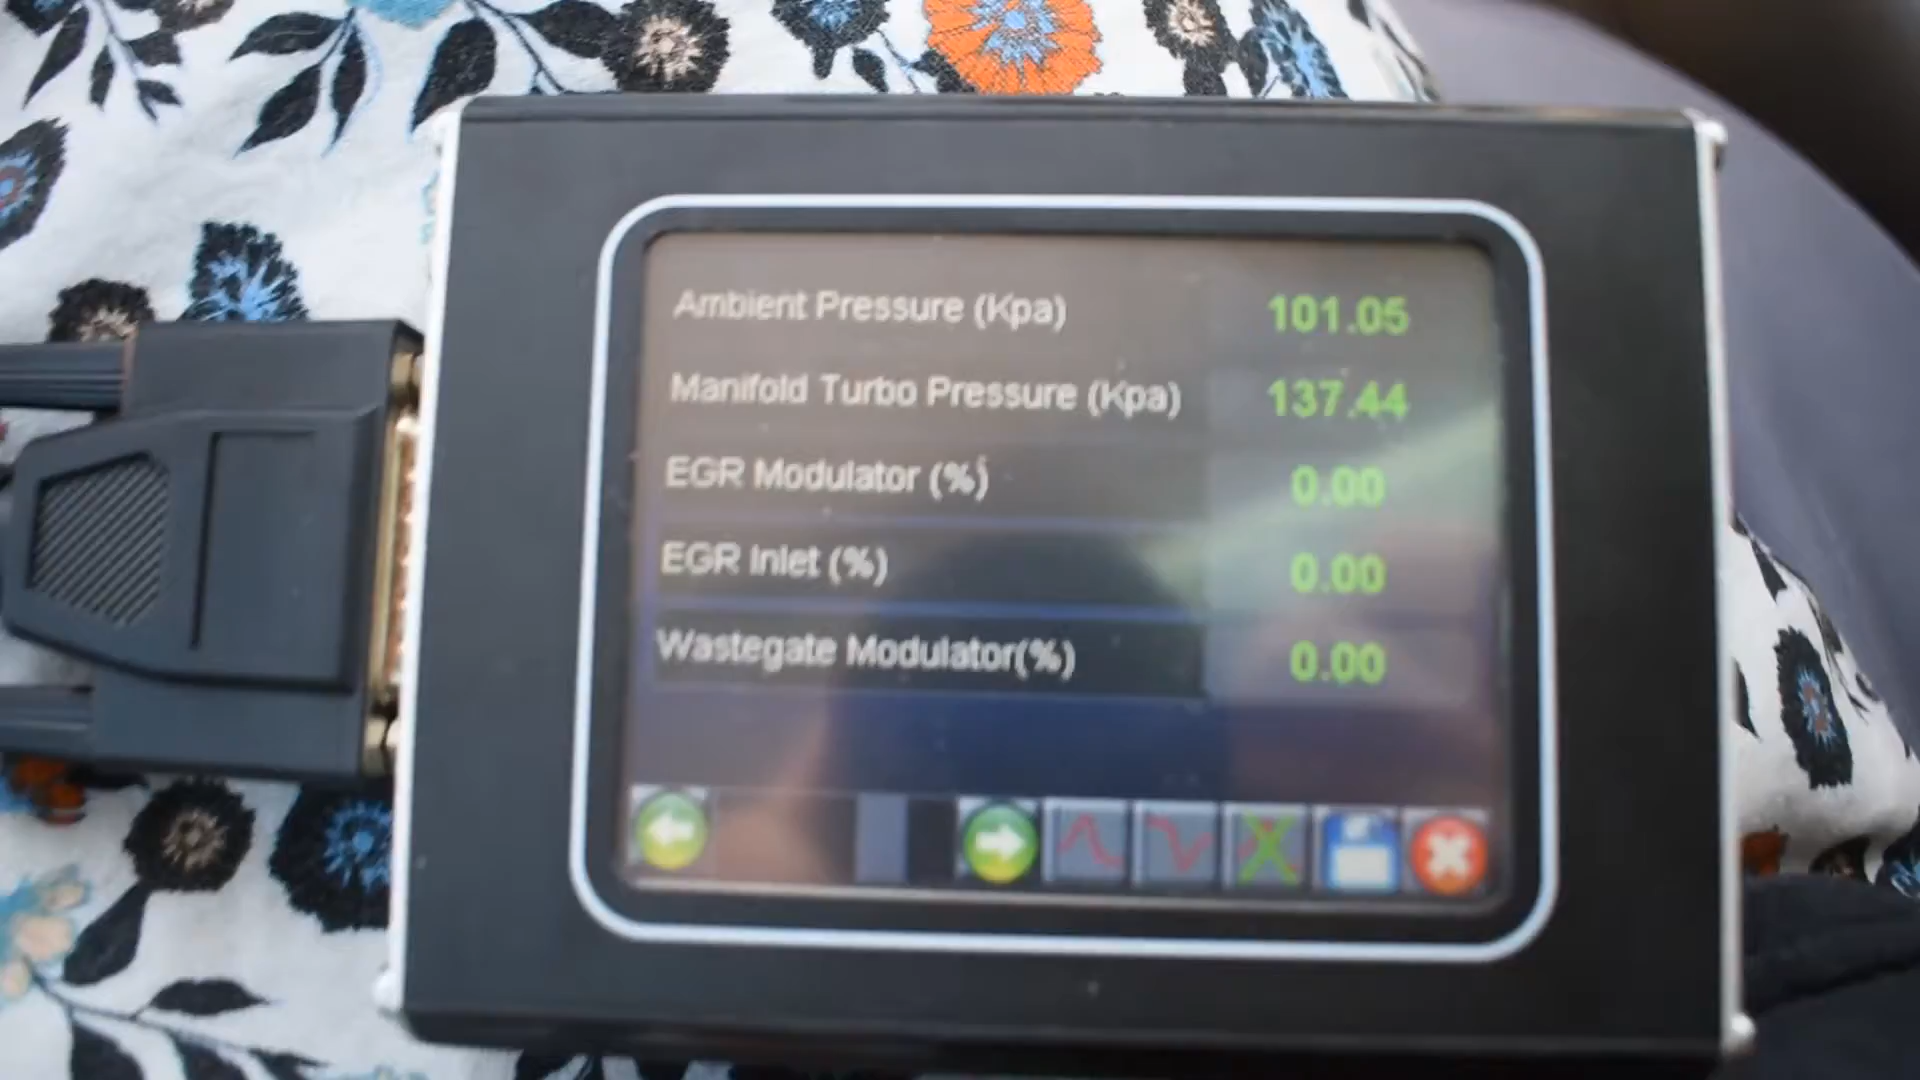 Ambient Pressure (Kpa) 101.05
Manifold Turbo Pressure (Kpa) 137.44
EGR Modulator (%) 0.00
EGR Inlet (%) 0.00
Wastegate Modulator(%) 0.00